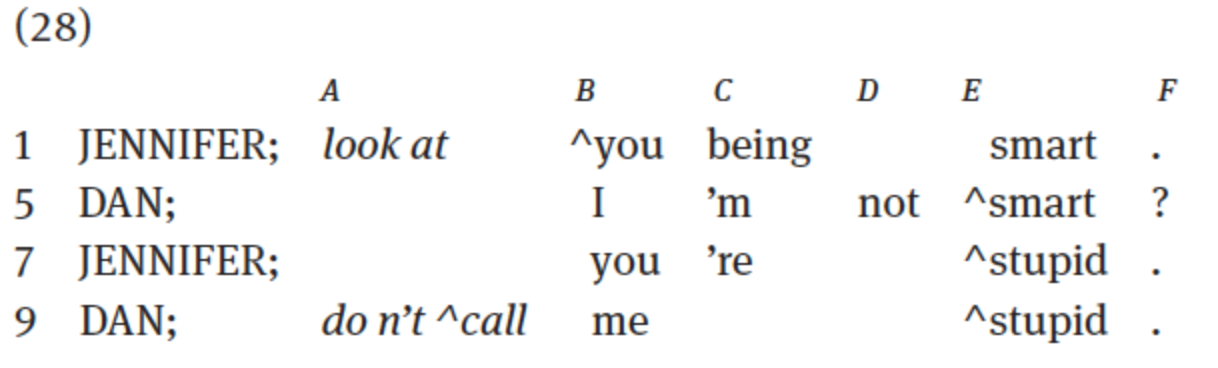 (28)
A B C D E F
1 JENNIFER; look at ^you being smart .
5 DAN; I ’m not ^smart ?
7 JENNIFER; you ’re ^stupid .
9 DAN; do n’t ^call me ^stupid .